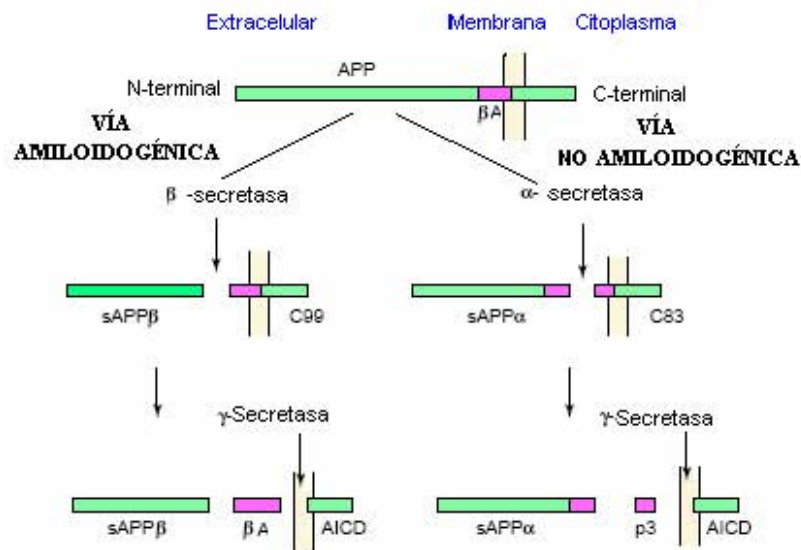 Extracelular Membrana Citoplasma
APP
N-terminal C-terminal
βA
VÍA
AMILOIDOGÉNICA
VÍA
NO AMILOIDOGÉNICA
β -secretasa α- secretasa
sAPPβ C99 sAPPα C83
γ-Secretasa γ-Secretasa
sAPPβ βA AICD sAPPα p3 AICD